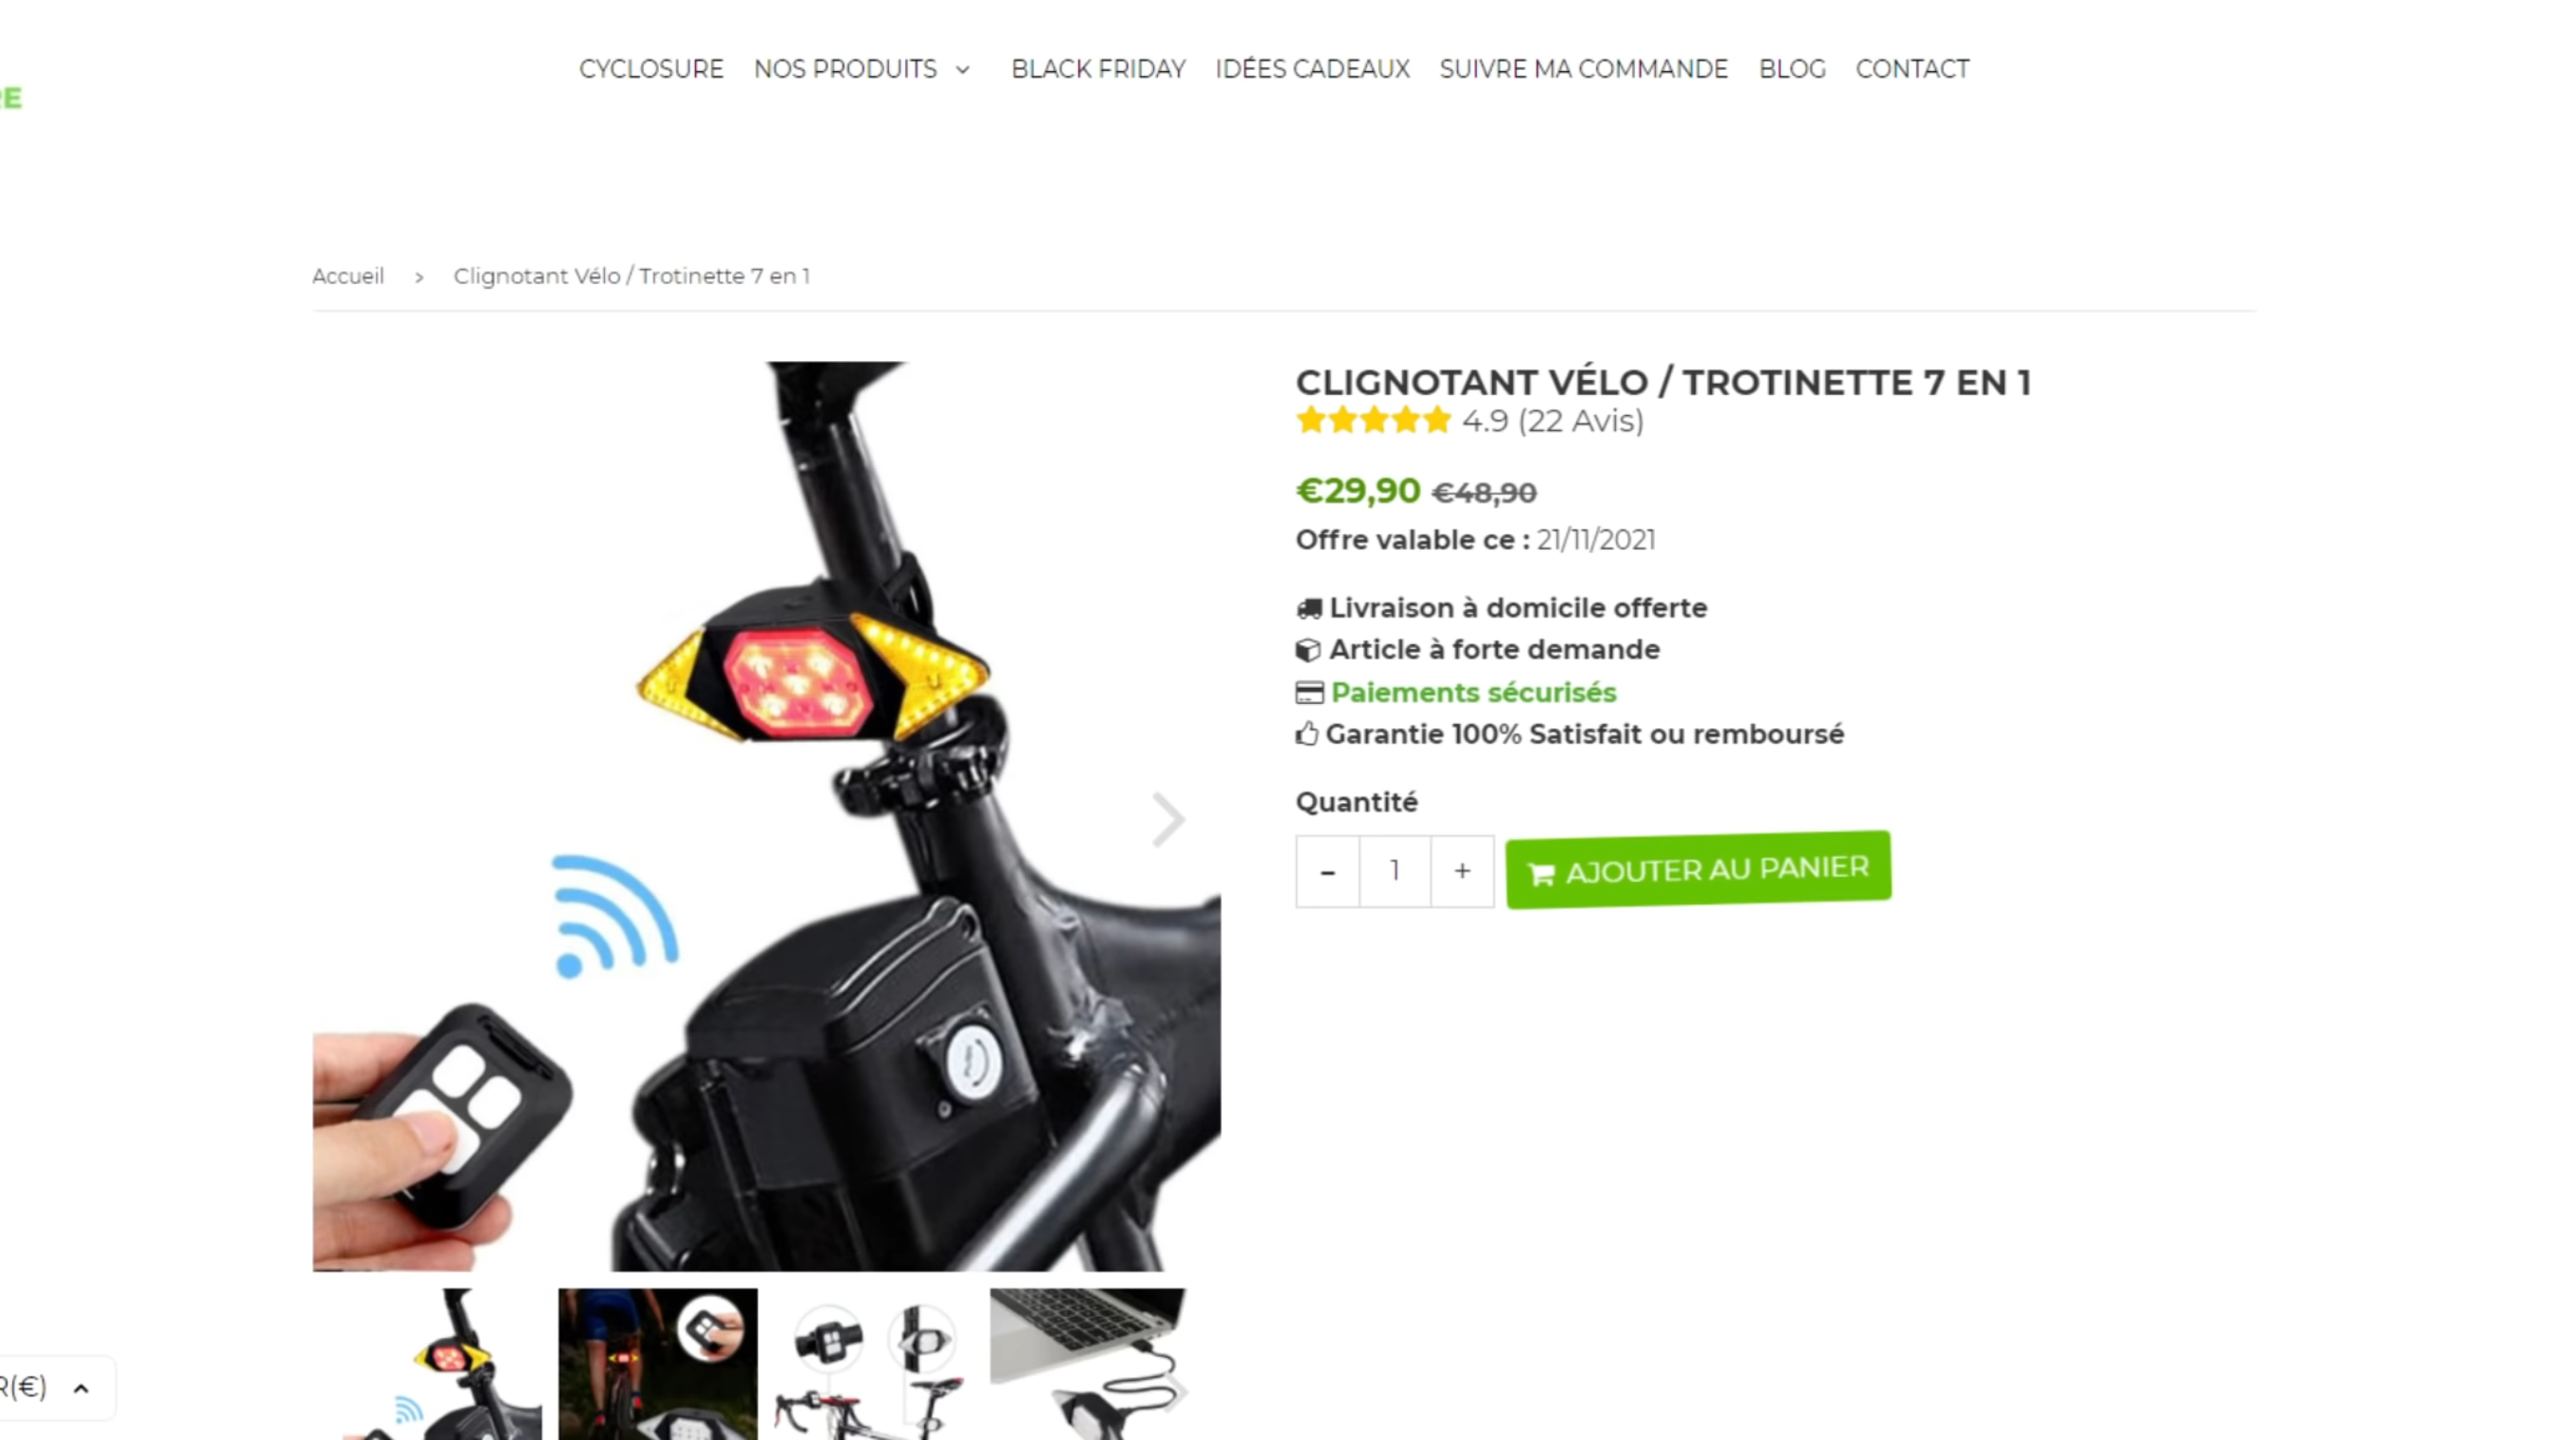 CYCLOSURE NOS PRODUITS BLACK FRIDAY IDÉES CADEAUX SUIVRE MA COMMANDE BLOG CONTACT
RE
Accueil > Clignotant Vélo / Trotinette 7 en 1
CLIGNOTANT VÉLO / TROTINETTE 7 EN 1
4.9 (22 Avis)
€29,90 €48,90
Offre valable ce : 21/11/2021
Livraison à domicile offerte
Article à forte demande
Paiements sécurisés
Garantie 100% Satisfait ou remboursé
Quantité
- 1 + AJOUTER AU PANIER
R(€)